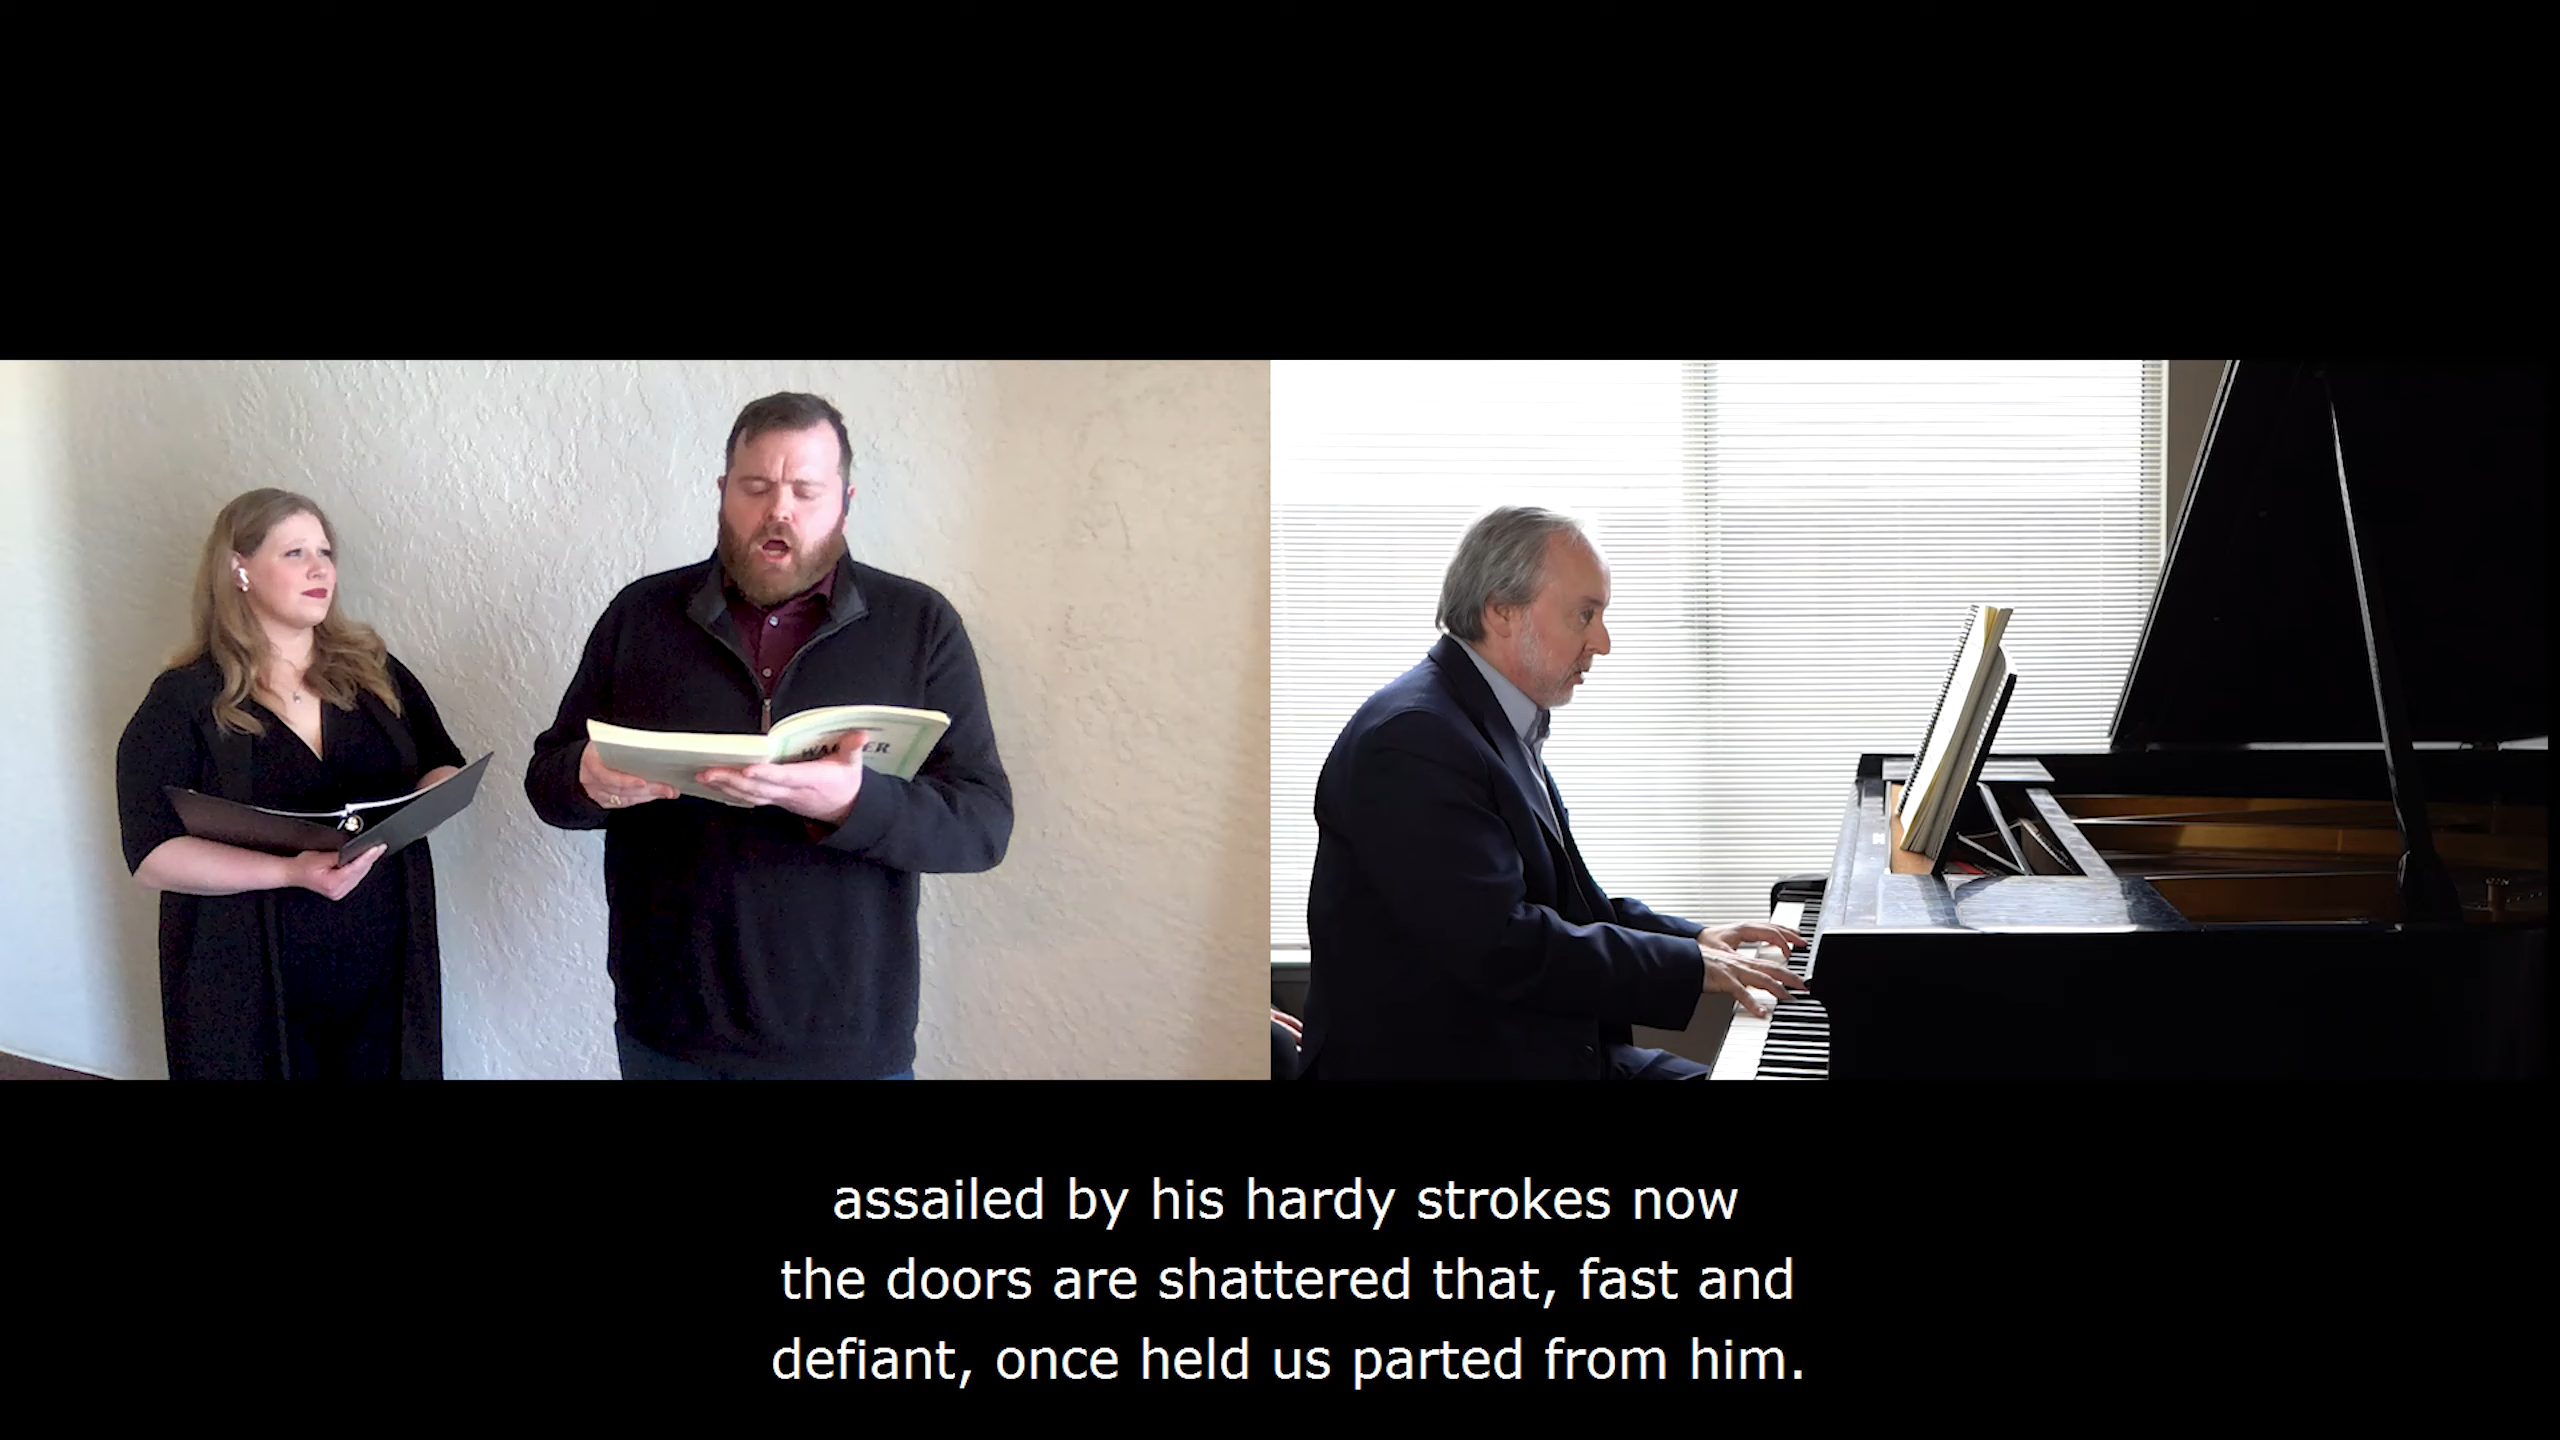 WAGNER
assailed by his hardy strokes now
the doors are shattered that, fast and
defiant, once held us parted from him.